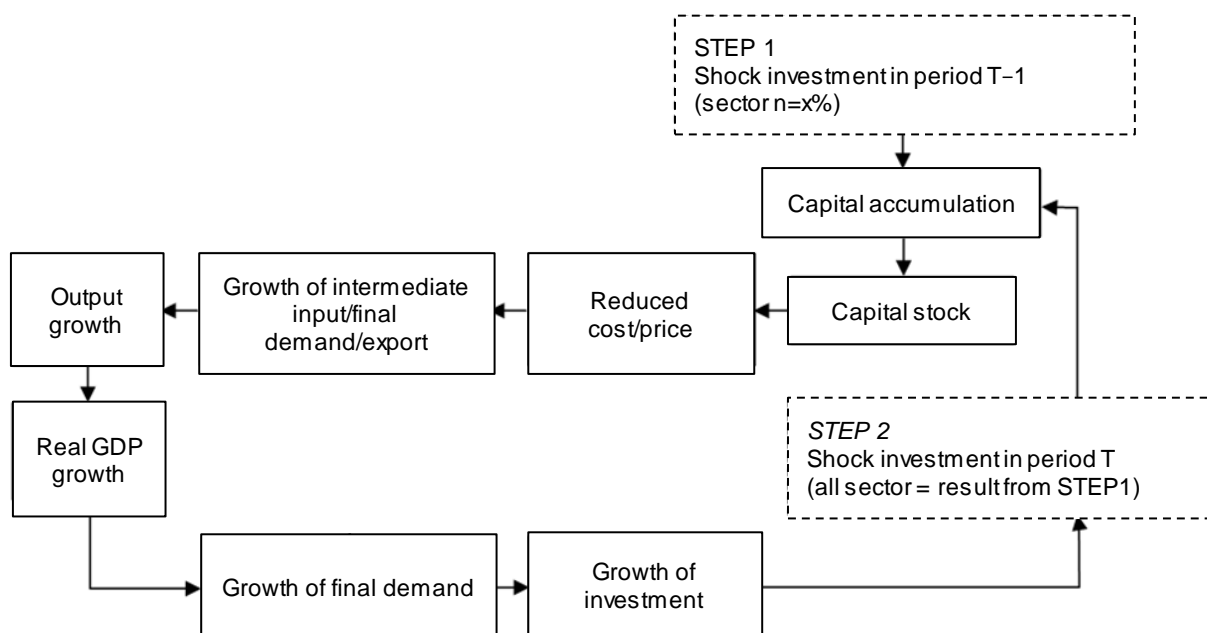 STEP 1
Shock investment in period T−1
(sector n=x%)
Capital accumulation
Capital stock
Reduced
cost/price
Growth of intermediate
input/final
demand/export
Output
growth
Real GDP
growth
Growth of final demand
Growth of
investment
STEP 2
Shock investment in period T
(all sector = result from STEP1)